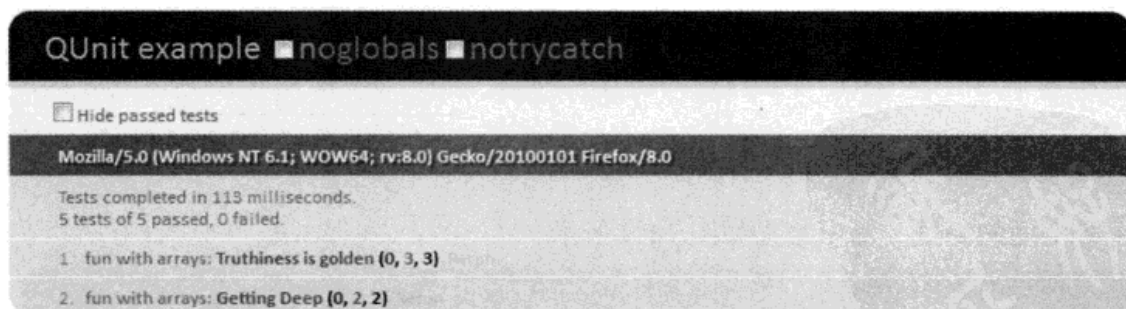 QUnit example noglobals notrycatch
Hide passed tests
Mozilla/5.0 (Windows NT 6.1; WOW64; rv:8.0) Gecko/20100101 Firefox/8.0
Tests completed in 113 milliseconds.
5 tests of 5 passed, 0 failed.
1. fun with arrays: Truthiness is golden (0, 3, 3)
2. fun with arrays: Getting Deep (0, 2, 2)